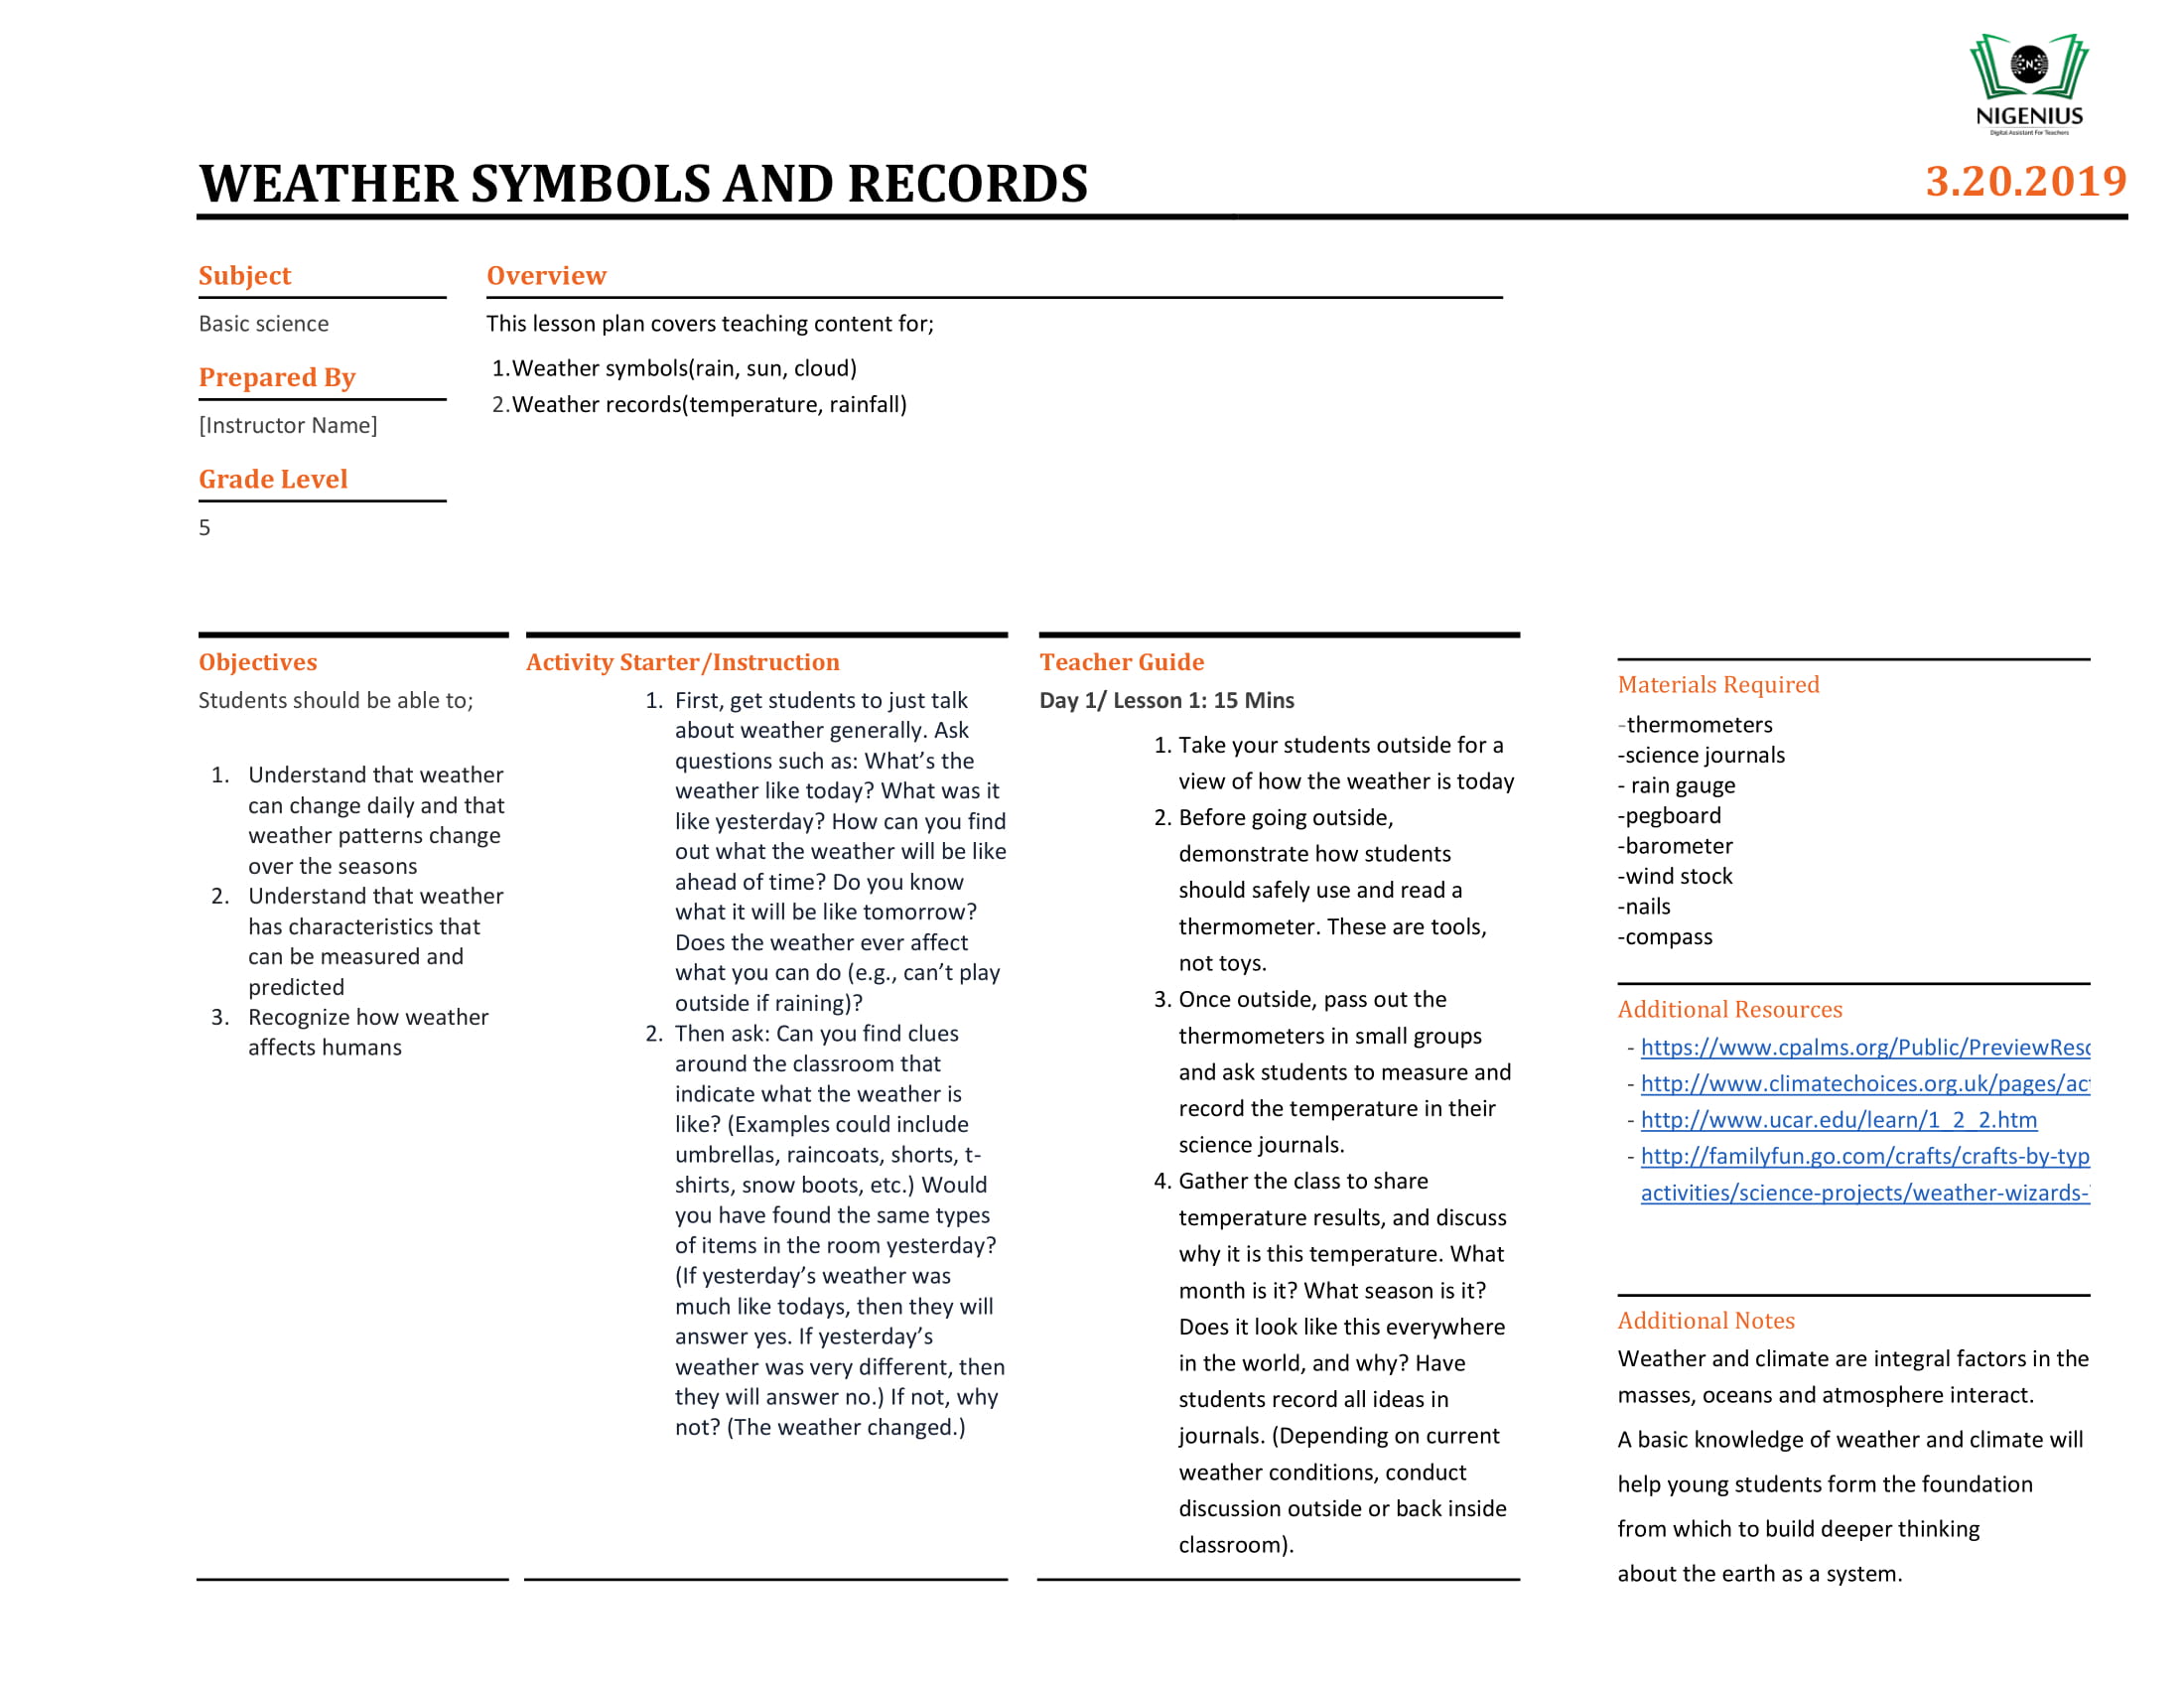 NIGENIUS
Digital Assistant For Teachers
WEATHER SYMBOLS AND RECORDS
3.20.2019
Subject
Basic science
Prepared By
[Instructor Name]
Grade Level
5
Overview
This lesson plan covers teaching content for;
1.Weather symbols(rain, sun, cloud)
2.Weather records(temperature, rainfall)
Objectives
Students should be able to;
1. Understand that weather
can change daily and that
weather patterns change
over the seasons
2. Understand that weather
has characteristics that
can be measured and
predicted
3. Recognize how weather
affects humans
Activity Starter/Instruction
1. First, get students to just talk
about weather generally. Ask
questions such as: What’s the
weather like today? What was it
like yesterday? How can you find
out what the weather will be like
ahead of time? Do you know
what it will be like tomorrow?
Does the weather ever affect
what you can do (e.g., can’t play
outside if raining)?
2. Then ask: Can you find clues
around the classroom that
indicate what the weather is
like? (Examples could include
umbrellas, raincoats, shorts, t-
shirts, snow boots, etc.) Would
you have found the same types
of items in the room yesterday?
(If yesterday’s weather was
much like todays, then they will
answer yes. If yesterday’s
weather was very different, then
they will answer no.) If not, why
not? (The weather changed.)
Teacher Guide
Day 1/ Lesson 1: 15 Mins
1. Take your students outside for a
view of how the weather is today
2. Before going outside,
demonstrate how students
should safely use and read a
thermometer. These are tools,
not toys.
3. Once outside, pass out the
thermometers in small groups
and ask students to measure and
record the temperature in their
science journals.
4. Gather the class to share
temperature results, and discuss
why it is this temperature. What
month is it? What season is it?
Does it look like this everywhere
in the world, and why? Have
students record all ideas in
journals. (Depending on current
weather conditions, conduct
discussion outside or back inside
classroom).
Materials Required
-thermometers
-science journals
- rain gauge
-pegboard
-barometer
-wind stock
-nails
-compass
Additional Resources
- https://www.cpalms.org/Public/PreviewResc
- http://www.climatechoices.org.uk/pages/act
- http://www.ucar.edu/learn/1_2_2.htm
- http://familyfun.go.com/crafts/crafts-by-typ
activities/science-projects/weather-wizards-
Additional Notes
Weather and climate are integral factors in the
masses, oceans and atmosphere interact.
A basic knowledge of weather and climate will
help young students form the foundation
from which to build deeper thinking
about the earth as a system.